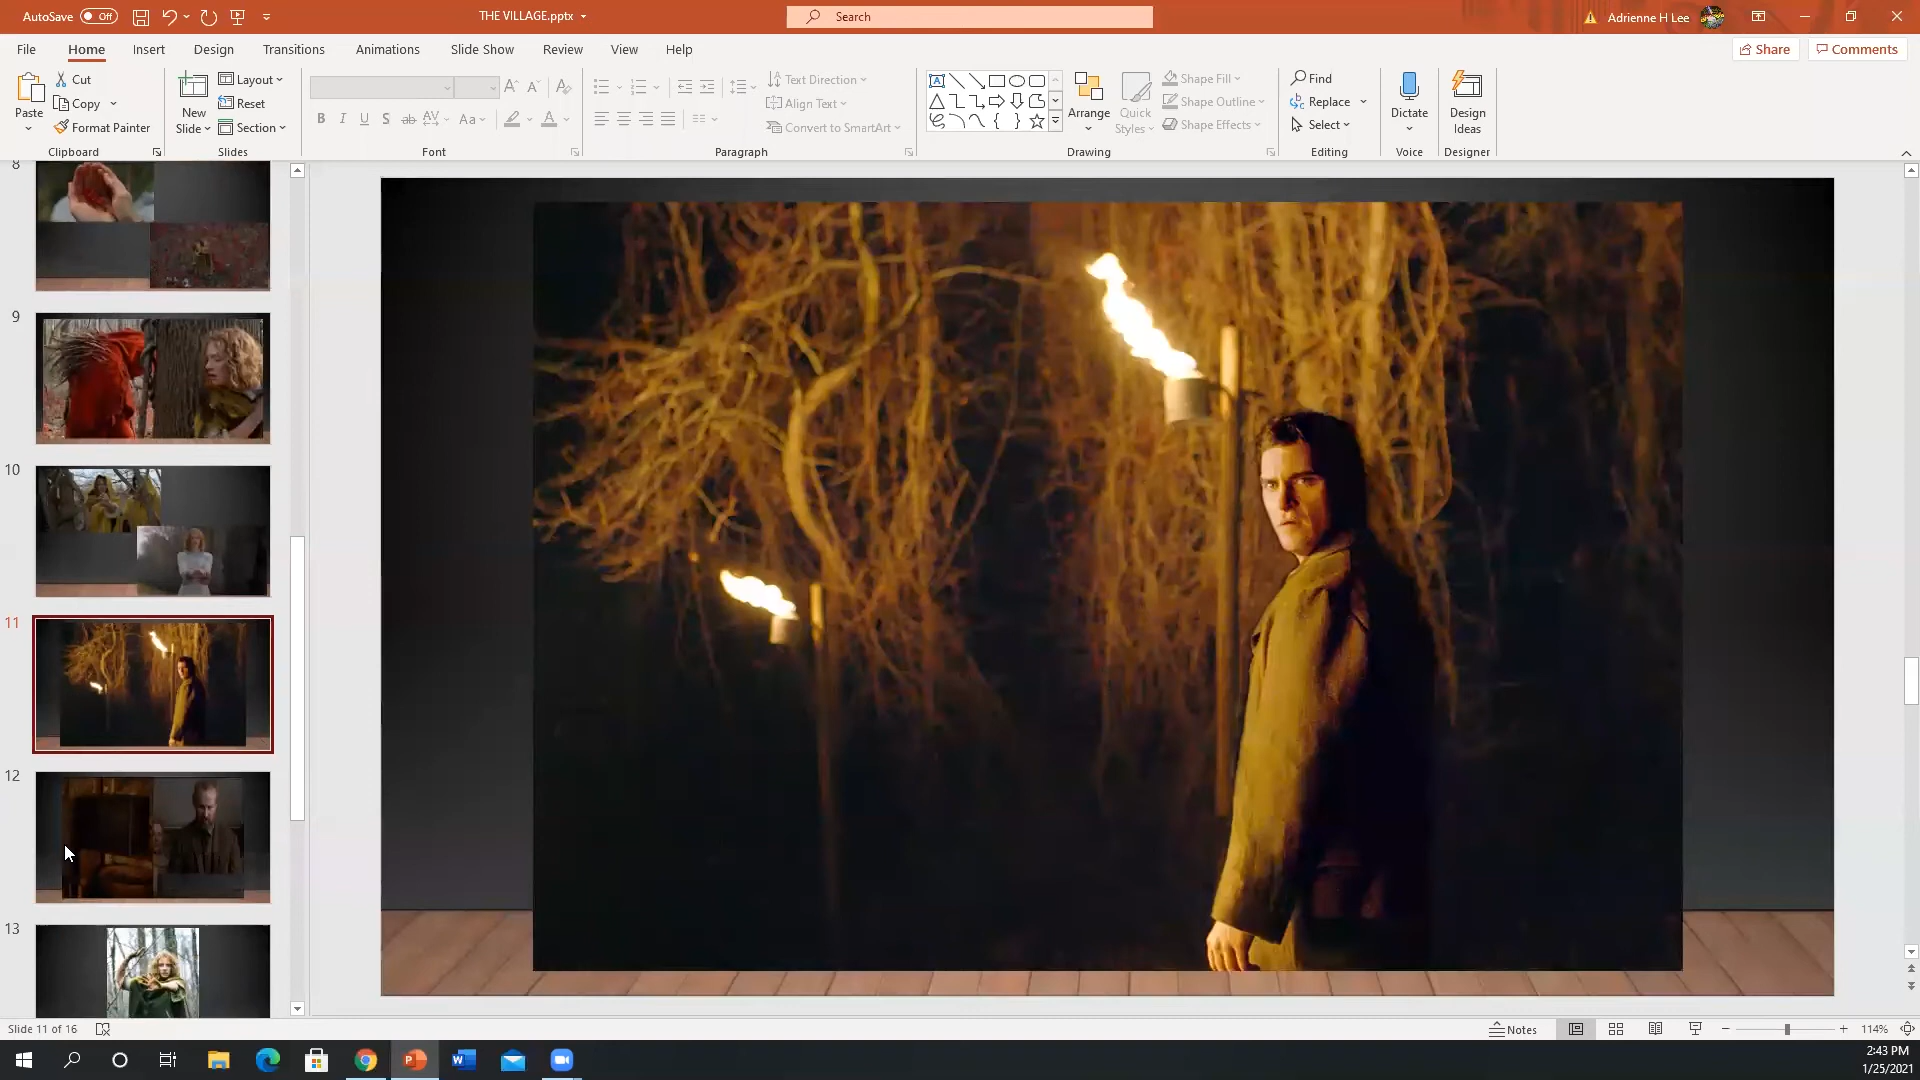 AutoSave Off THE VILLAGE.pptx Search Adrienne H Lee
File Home Insert Design Transitions Animations Slide Show Review View Help Share Comments
Paste Cut Copy Format Painter Clipboard
New Slide Layout Reset Section Slides
B I U S ab AV Aa A A A A Font
Text Direction Align Text Convert to SmartArt Paragraph
Arrange Quick Styles Shape Fill Shape Outline Shape Effects Drawing
Find Replace Select Editing
Dictate Voice
Design Ideas Designer
8
9
10
11
12
13
Slide 11 of 16 Notes 114%
2:43 PM
1/25/2021